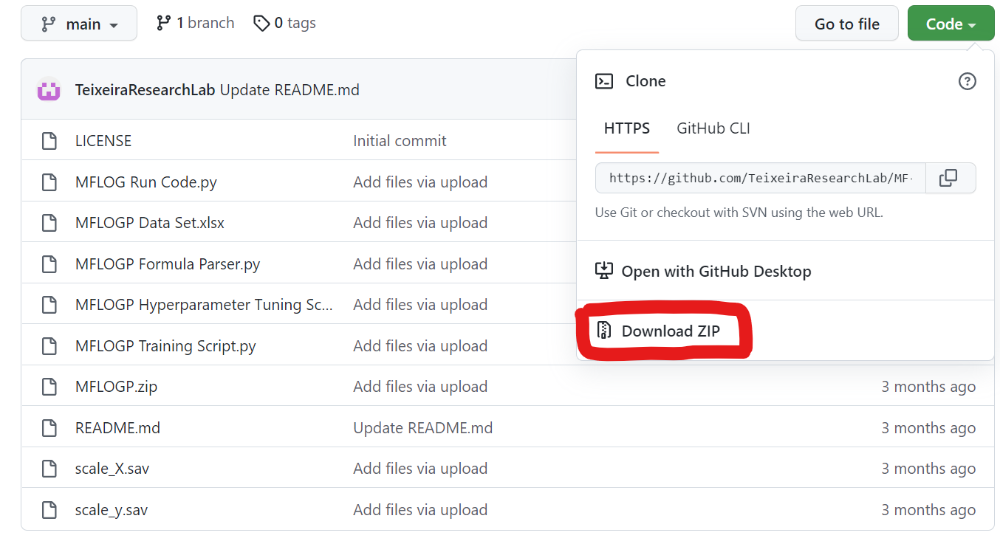 main 1 branch 0 tags Go to file Code
TeixeiraResearchLab Update README.md
Clone
HTTPS GitHub CLI
https://github.com/TeixeiraResearchLab/MF-
Use Git or checkout with SVN using the web URL.
Open with GitHub Desktop
Download ZIP
LICENSE Initial commit
MFLOG Run Code.py Add files via upload
MFLOGP Data Set.xlsx Add files via upload
MFLOGP Formula Parser.py Add files via upload
MFLOGP Hyperparameter Tuning Sc... Add files via upload
MFLOGP Training Script.py Add files via upload
MFLOGP.zip Add files via upload 3 months ago
README.md Update README.md 3 months ago
scale_X.sav Add files via upload 3 months ago
scale_y.sav Add files via upload 3 months ago